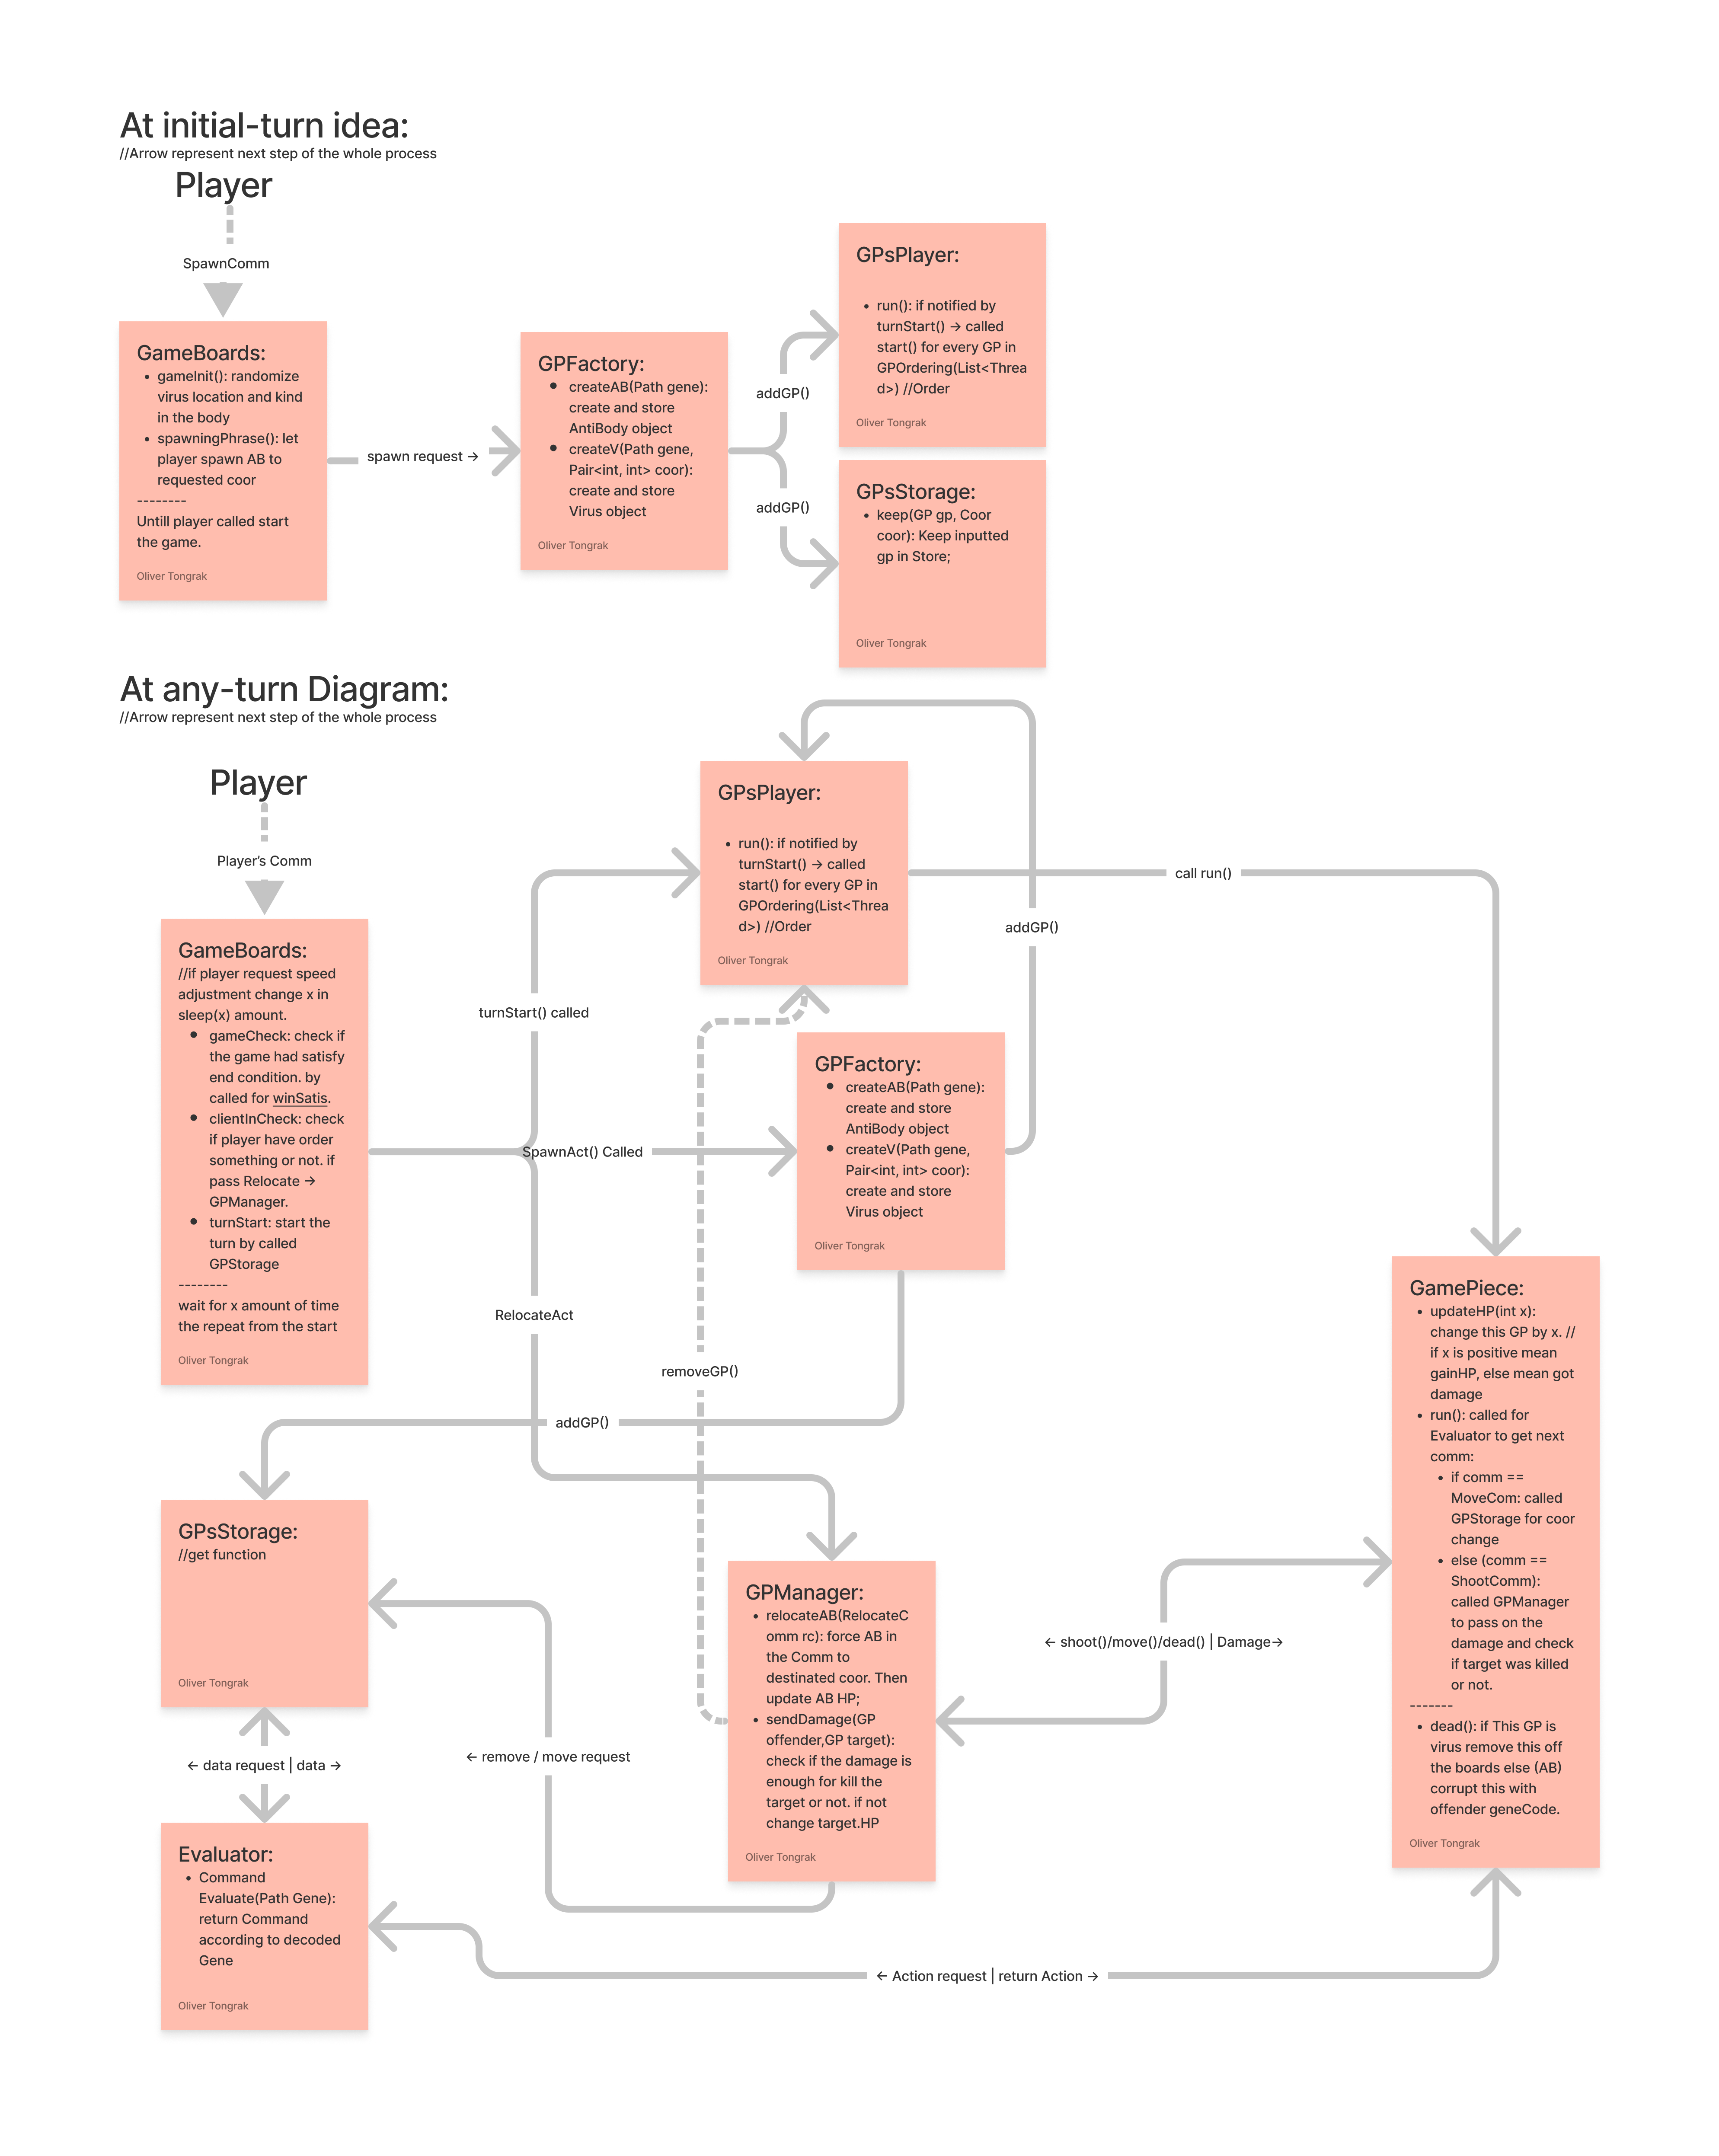 At initial-turn idea:
//Arrow represent next step of the whole process
Player
SpawnComm
GameBoards:
• gameInit(): randomize
virus location and kind
in the body
• spawningPhrase(): let
player spawn AB to
requested coor
--------
Untill player called start
the game.
Oliver Tongrak
spawn request →
GPFactory:
• createAB(Path gene):
create and store
AntiBody object
• createV(Path gene,
Pair<int, int> coor):
create and store
Virus object
Oliver Tongrak
addGP()
addGP()
GPsPlayer:
• run(): if notified by
turnStart() → called
start() for every GP in
GPOrdering(List<Threa
d>) //Order
Oliver Tongrak
GPsStorage:
• keep(GP gp, Coor
coor): Keep inputted
gp in Store;
Oliver Tongrak
At any-turn Diagram:
//Arrow represent next step of the whole process
Player
Player's Comm
GameBoards:
//if player request speed
adjustment change x in
sleep(x) amount.
• gameCheck: check if
the game had satisfy
end condition. by
called for winSatis.
• clientInCheck: check
if player have order
something or not. if
pass Relocate →
GPManager.
• turnStart: start the
turn by called
GPStorage
--------
wait for x amount of time
the repeat from the start
Oliver Tongrak
turnStart() called
SpawnAct() Called
RelocateAct
GPsPlayer:
• run(): if notified by
turnStart() → called
start() for every GP in
GPOrdering(List<Threa
d>) //Order
Oliver Tongrak
call run()
addGP()
GPFactory:
• createAB(Path gene):
create and store
AntiBody object
• createV(Path gene,
Pair<int, int> coor):
create and store
Virus object
Oliver Tongrak
removeGP()
addGP()
GamePiece:
• updateHP(int x):
change this GP by x. //
if x is positive mean
gainHP, else mean got
damage
• run(): called for
Evaluator to get next
comm:
• if comm ==
MoveCom: called
GPStorage for coor
change
• else (comm ==
ShootComm):
called GPManager
to pass on the
damage and check
if target was killed
or not.
-------
• dead(): if This GP is
virus remove this off
the boards else (AB)
corrupt this with
offender geneCode.
Oliver Tongrak
GPsStorage:
//get function
Oliver Tongrak
GPManager:
• relocateAB(RelocateC
omm rc): force AB in
the Comm to
destinated coor. Then
update AB HP;
• sendDamage(GP
offender,GP target):
check if the damage is
enough for kill the
target or not. if not
change target.HP
Oliver Tongrak
← shoot()/move()/dead() | Damage→
← data request | data →
← remove / move request
Evaluator:
• Command
Evaluate(Path Gene):
return Command
according to decoded
Gene
Oliver Tongrak
← Action request | return Action →